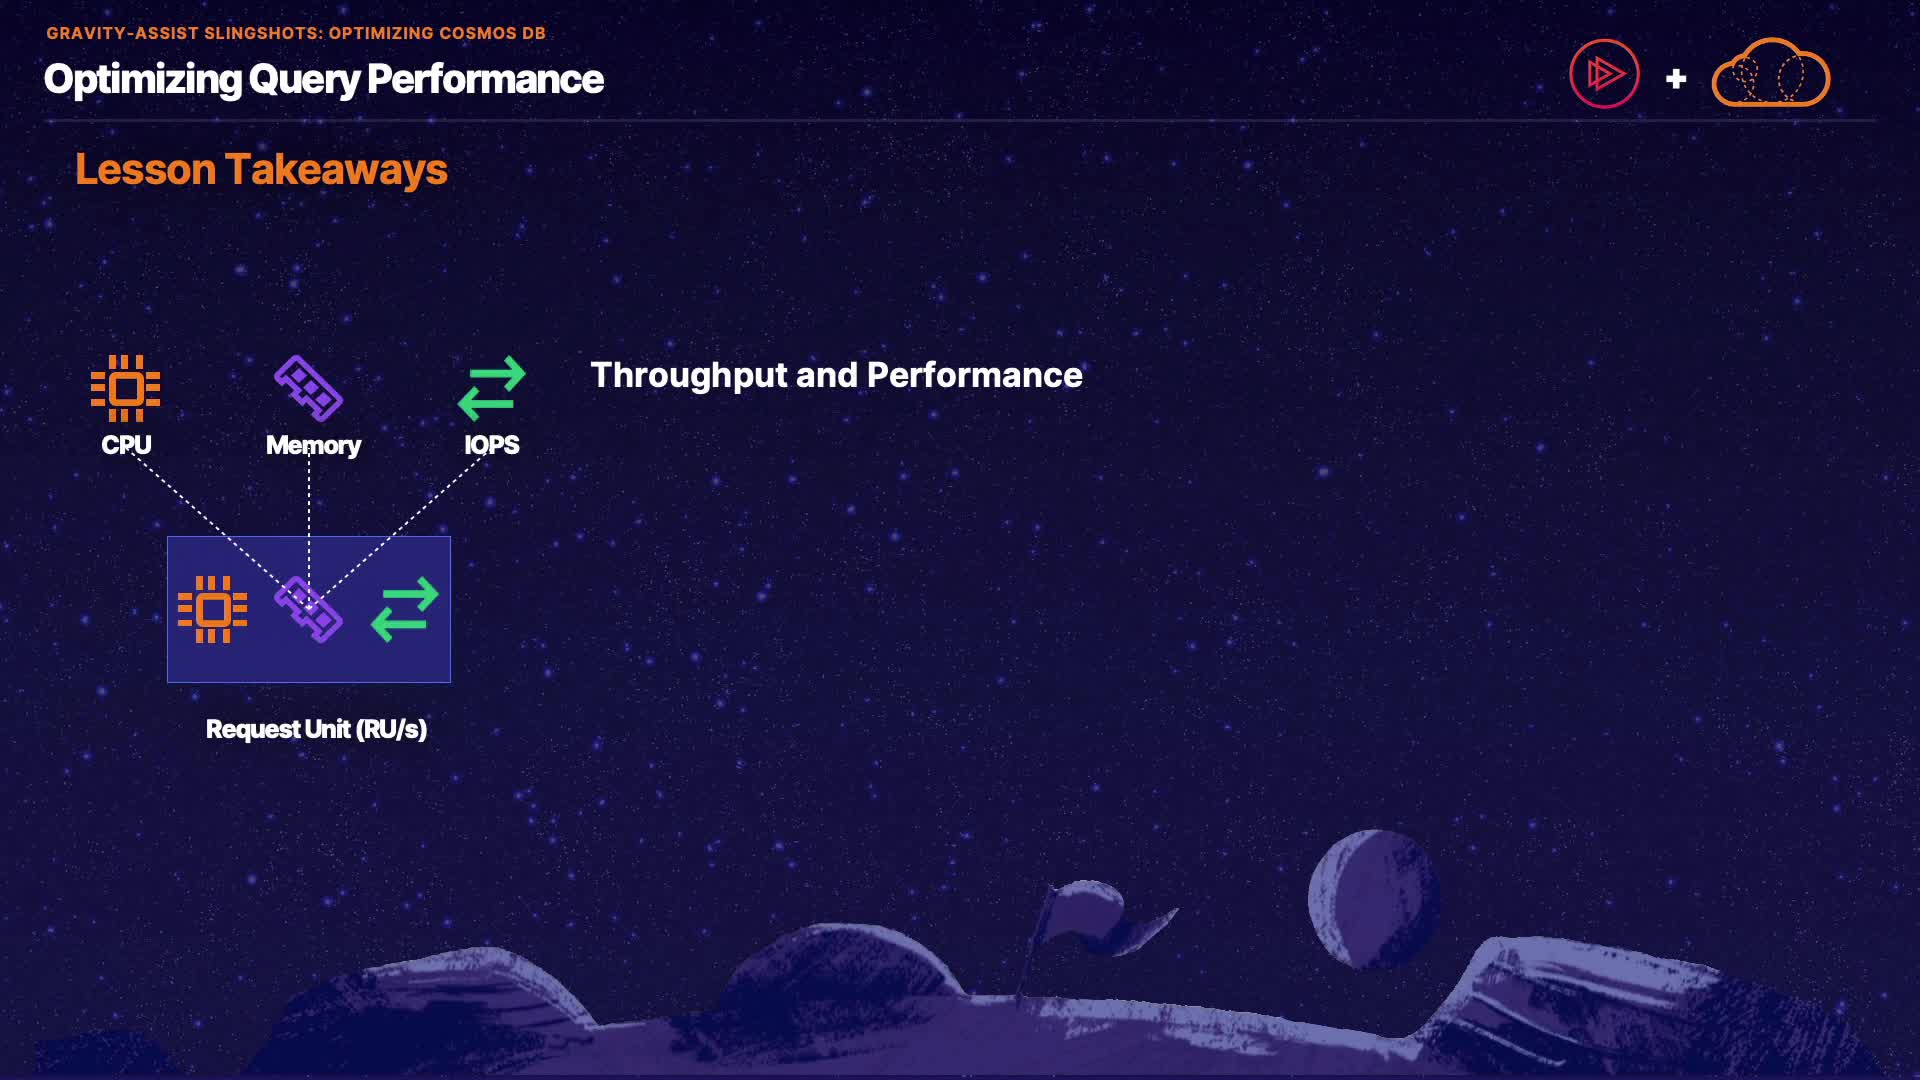 GRAVITY-ASSIST SLINGSHOTS: OPTIMIZING COSMOS DB
Optimizing Query Performance
+
Lesson Takeaways
Throughput and Performance
CPU
Memory
IOPS
Request Unit (RU/s)